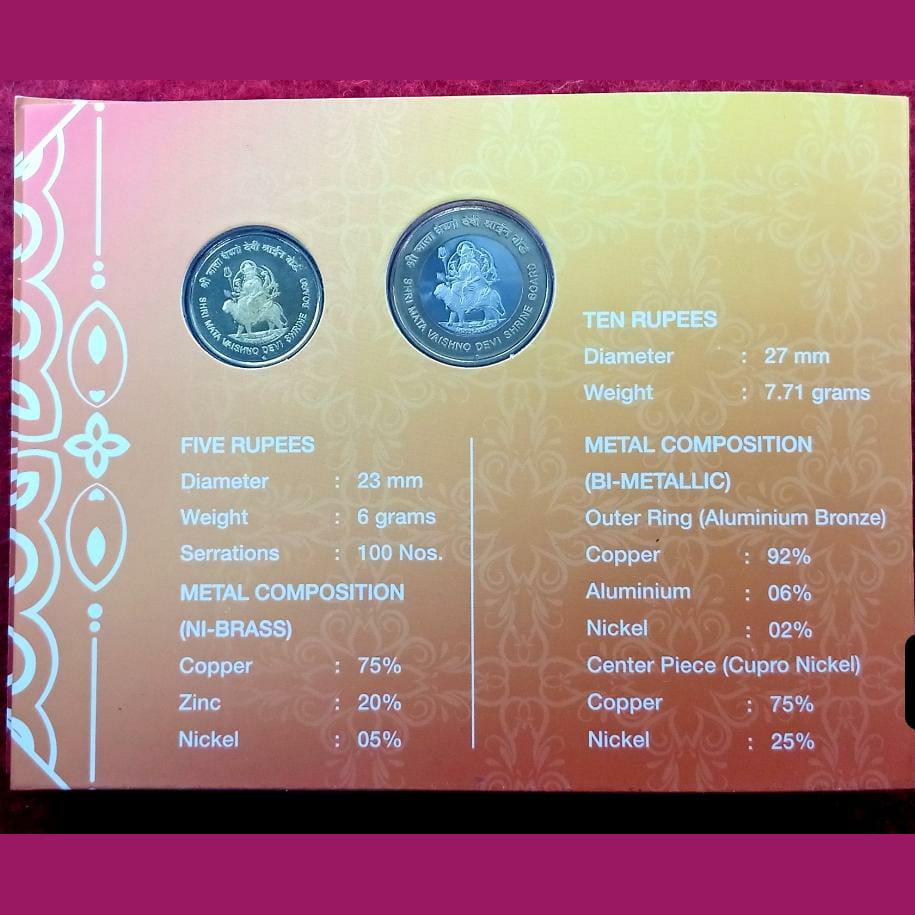 श्री माता वैष्णो देवी श्राईन बोर्ड
SHRI MATA VAISHNO DEVI SHRINE BOARD
श्री माता वैष्णो देवी श्राईन बोर्ड
SHRI MATA VAISHNO DEVI SHRINE BOARD
TEN RUPEES
Diameter : 27 mm
Weight : 7.71 grams
FIVE RUPEES
Diameter : 23 mm
Weight : 6 grams
Serrations : 100 Nos.
METAL COMPOSITION
(NI-BRASS)
Copper : 75%
Zinc : 20%
Nickel : 05%
METAL COMPOSITION
(BI-METALLIC)
Outer Ring (Aluminium Bronze)
Copper : 92%
Aluminium : 06%
Nickel : 02%
Center Piece (Cupro Nickel)
Copper : 75%
Nickel : 25%